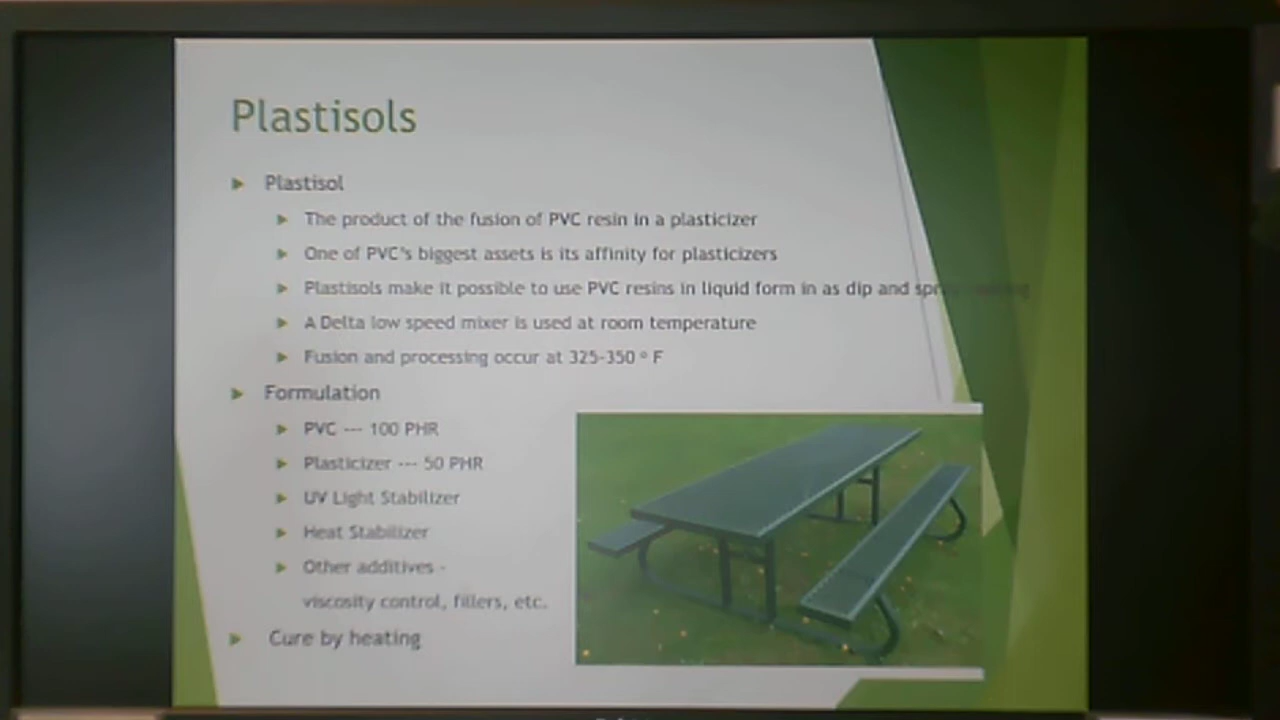 Plastisols
Plastisol
The product of the fusion of PVC resin in a plasticizer
One of PVC's biggest assets is its affinity for plasticizers
Plastisols make it possible to use PVC resins in liquid form in as dip and
A Delta low speed mixer is used at room temperature
Fusion and processing occur at 325-350 º F
Formulation
PVC --- 100 PHR
Plasticizer --- 50 PHR
UV Light Stabilizer
Heat Stabilizer
Other additives -
viscosity control, fillers, etc.
Cure by heating